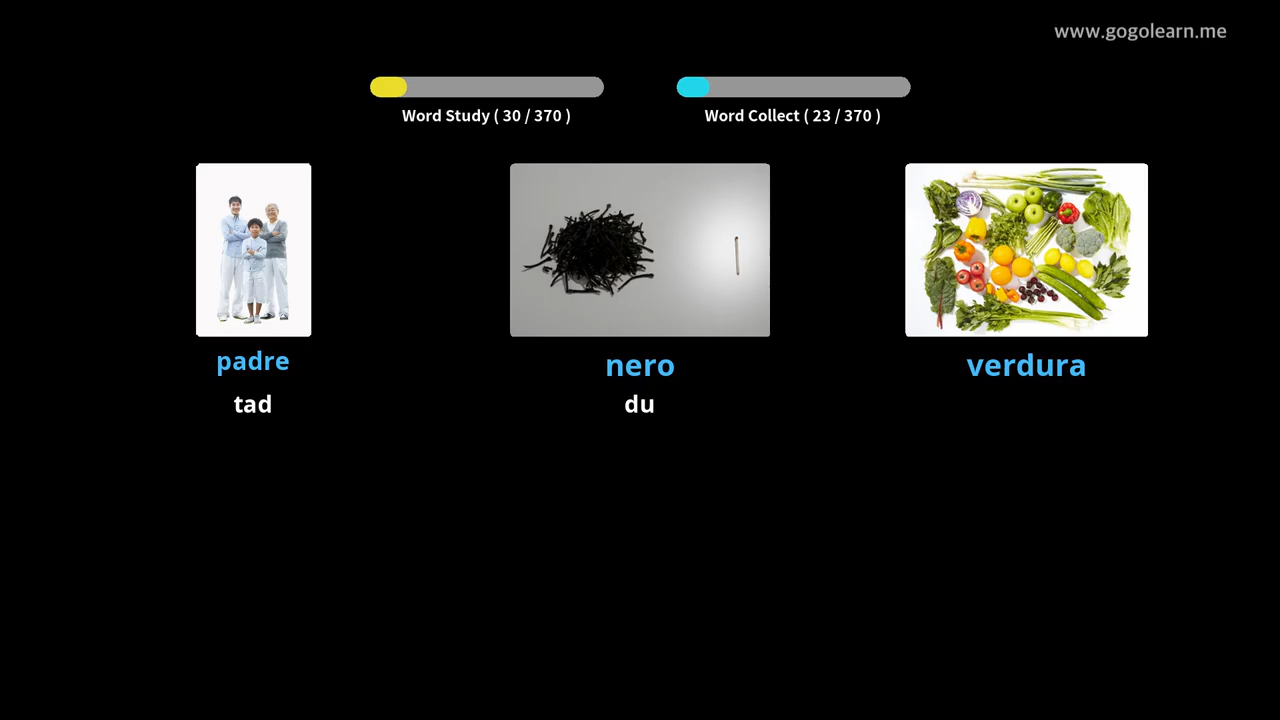 www.gogolearn.me
Word Study ( 30 / 370 )
Word Collect ( 23 / 370 )
padre
nero
verdura
tad
du